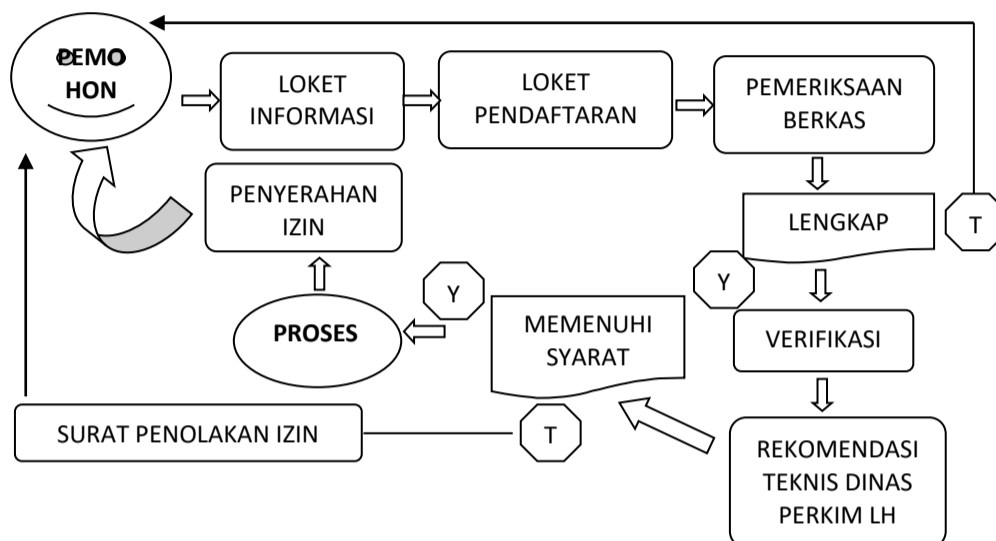 PEMO
HON
LOKET
INFORMASI
LOKET
PENDAFTARAN
PEMERIKSAAN
BERKAS
PENYERAHAN
IZIN
LENGKAP
T
Y
Y
PROSES
MEMENUHI
SYARAT
VERIFIKASI
SURAT PENOLAKAN IZIN
T
REKOMENDASI
TEKNIS DINAS
PERKIM LH